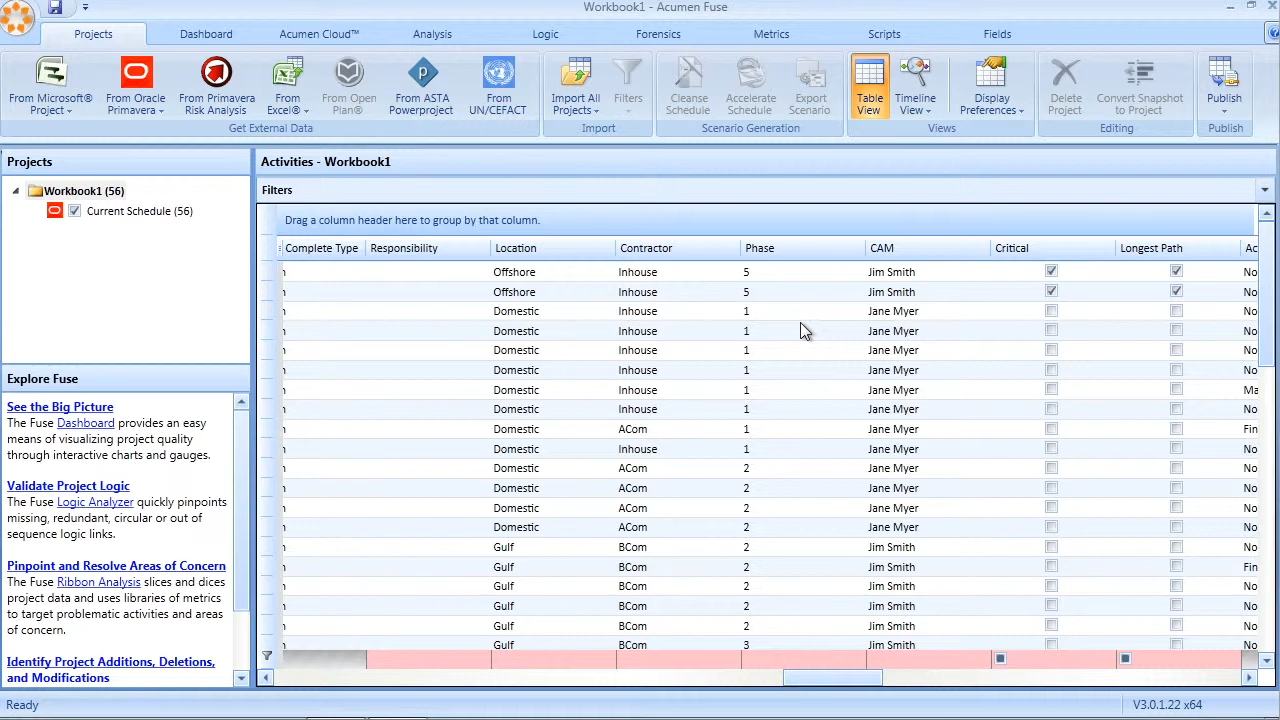 Workbook1 - Acumen Fuse
Projects Dashboard Acumen Cloud™ Analysis Logic Forensics Metrics Scripts Fields
From Microsoft® Project From Oracle Primavera From Primavera Risk Analysis From Excel® From Open Plan® From ASTA Powerproject From UN/CEFACT Import All Projects Filters Cleanse Schedule Accelerate Schedule Export Scenario Table View Timeline View Display Preferences Delete Project Convert Snapshot to Project Publish
Get External Data Import Scenario Generation Views Editing Publish
Projects
Workbook1 (56)
Current Schedule (56)
Explore Fuse
See the Big Picture
The Fuse Dashboard provides an easy
means of visualizing project quality
through interactive charts and gauges.
Validate Project Logic
The Fuse Logic Analyzer quickly pinpoints
missing, redundant, circular or out of
sequence logic links.
Pinpoint and Resolve Areas of Concern
The Fuse Ribbon Analysis slices and dices
project data and uses libraries of metrics
to target problematic activities and areas
of concern.
Identify Project Additions, Deletions,
and Modifications
Activities - Workbook1
Filters
Drag a column header here to group by that column.
Complete Type Responsibility Location Contractor Phase CAM Critical Longest Path Ac
Offshore Inhouse 5 Jim Smith No
Offshore Inhouse 5 Jim Smith No
Domestic Inhouse 1 Jane Myer No
Domestic Inhouse 1 Jane Myer No
Domestic Inhouse 1 Jane Myer No
Domestic Inhouse 1 Jane Myer No
Domestic Inhouse 1 Jane Myer Ma
Domestic Inhouse 1 Jane Myer No
Domestic ACom 1 Jane Myer Fin
Domestic Inhouse 1 Jane Myer No
Domestic ACom 2 Jane Myer No
Domestic ACom 2 Jane Myer No
Domestic ACom 2 Jane Myer No
Domestic ACom 2 Jane Myer No
Gulf BCom 2 Jim Smith No
Gulf BCom 2 Jim Smith Fin
Gulf BCom 2 Jim Smith No
Gulf BCom 2 Jim Smith No
Gulf BCom 2 Jim Smith No
Gulf BCom 3 Jim Smith No
Ready V3.0.1.22 x64